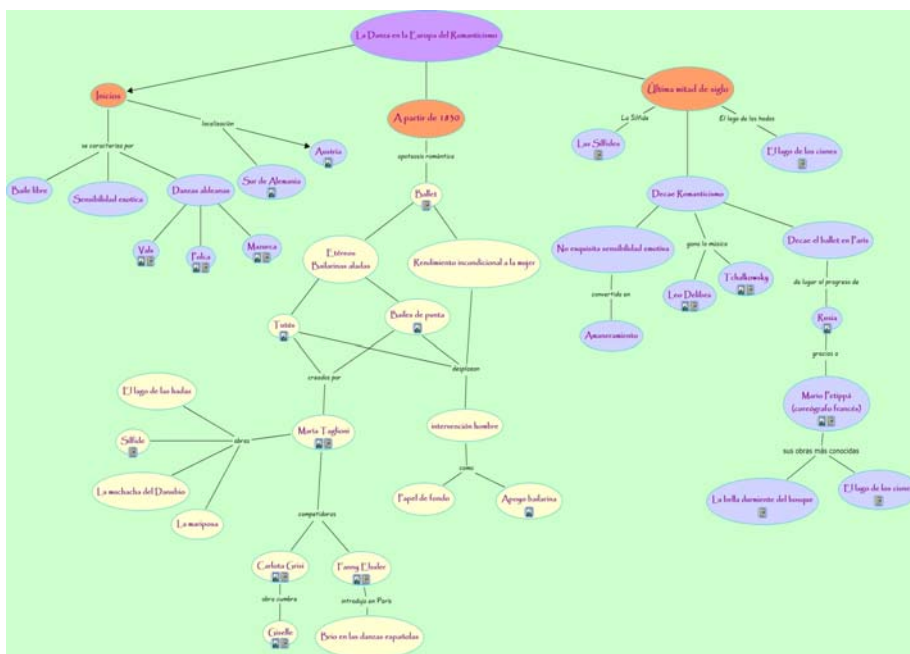 La Danza en la Europa del Romanticismo
Inicios
se caracteriza por
Baile libre
Sensibilidad exotica
Danzas aldeanas
Vals
Polca
Mazurca
localización
Sur de Alemania
Austria
A partir de 1830
apoteosis romántica
Ballet
Etéreos
Bailarinas aladas
Rendimiento incondicional a la mujer
Tutús
Bailes de punta
creados por
desplazan
María Taglioni
obras
El lago de las hadas
Sílfide
La mochacha del Danubio
La mariposa
competidoras
Carlota Grisi
obra cumbre
Giselle
Fanny Elssler
introdujo en París
Brío en las danzas españolas
intervención hombre
como
Papel de fondo
Apoyo bailarina
Última mitad de siglo
La Sílfide
Las Sílfides
El lago de las hadas
El lago de los cisnes
Decae Romanticismo
No exquisita sensibilidad emotiva
convertido en
Amaneramiento
gana la música
Leo Delibes
Tchaikowsky
Decae el ballet en París
da lugar al progreso de
Rusia
gracias a
Mario Petippá
(coreógrafo francés)
sus obras más conocidas
La bella durmiente del bosque
El lago de los cisnes